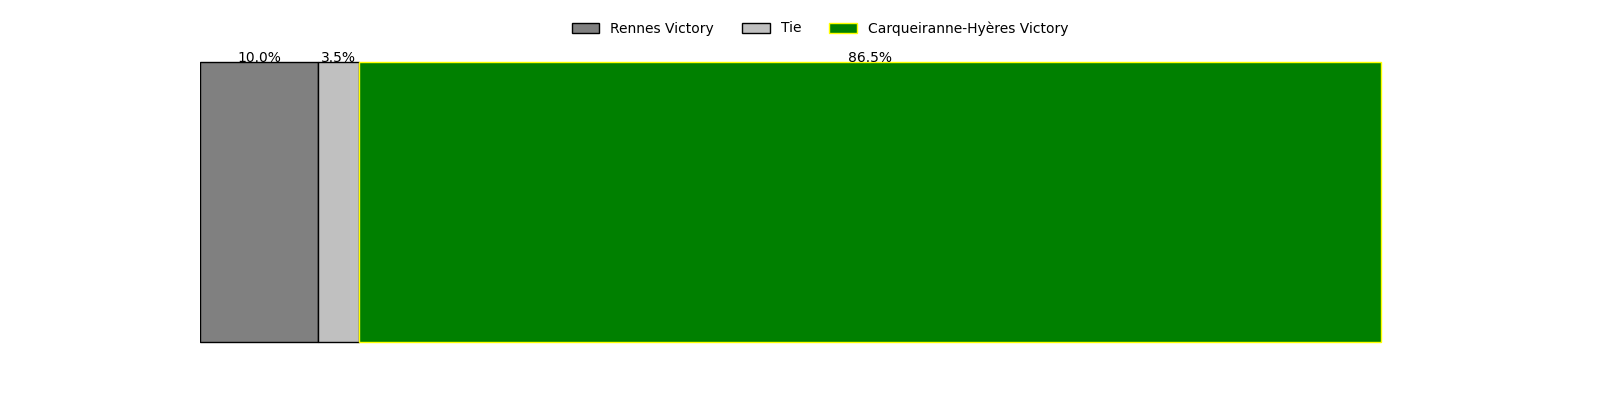 Rennes Victory Tie Carqueiranne-Hyères Victory
10.0% 3.5% 86.5%